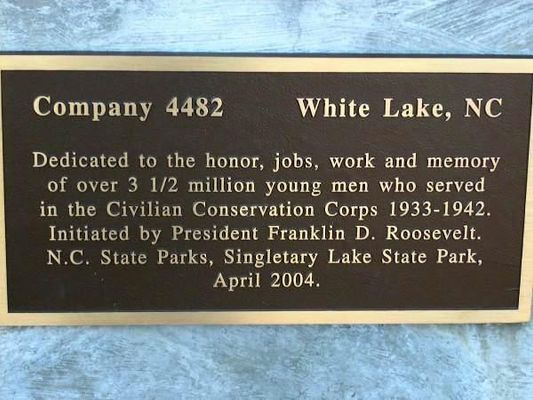 Company 4482 White Lake, NC
Dedicated to the honor, jobs, work and memory
of over 3 1/2 million young men who served
in the Civilian Conservation Corps 1933-1942.
Initiated by President Franklin D. Roosevelt.
N.C. State Parks, Singletary Lake State Park,
April 2004.